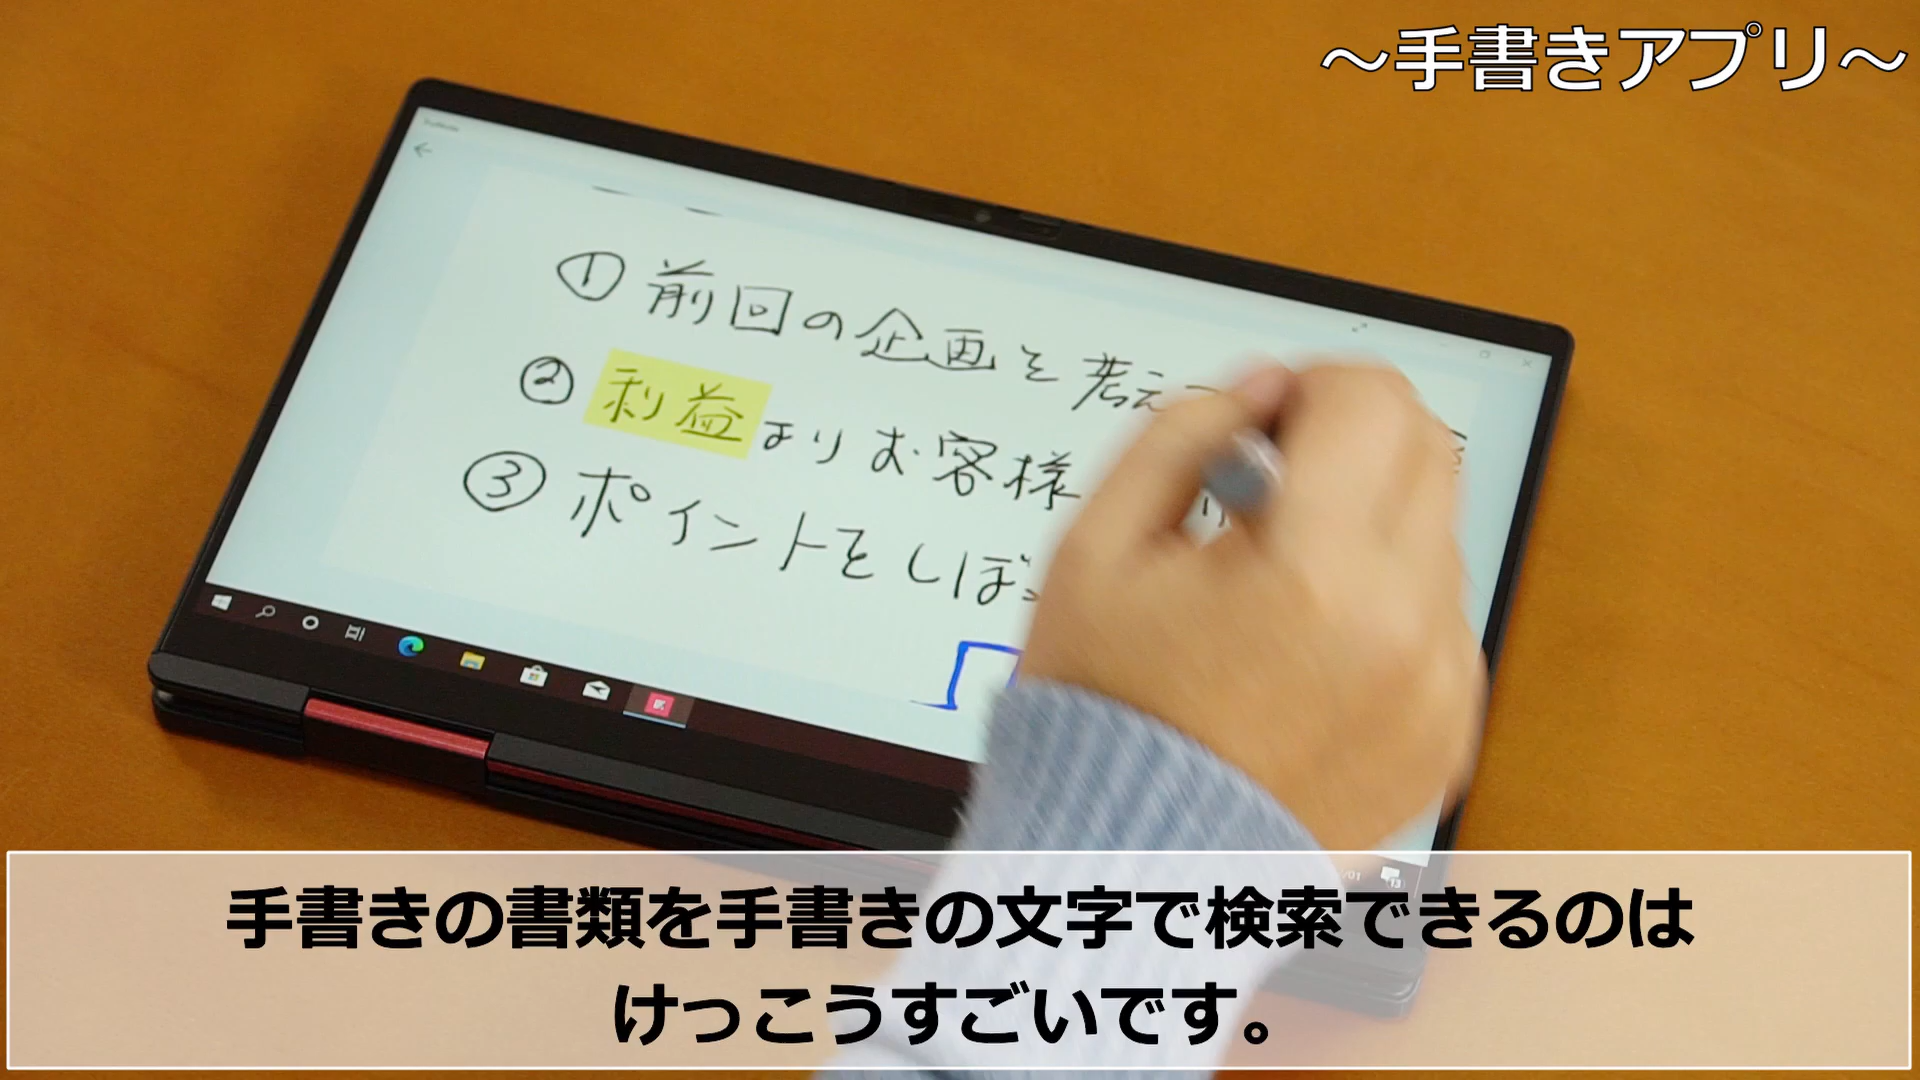 ～手書きアプリ～
①前回の企画を考え
②利益よりお客様
③ポイントをしぼっ
手書きの書類を手書きの文字で検索できるのは
けっこうすごいです。